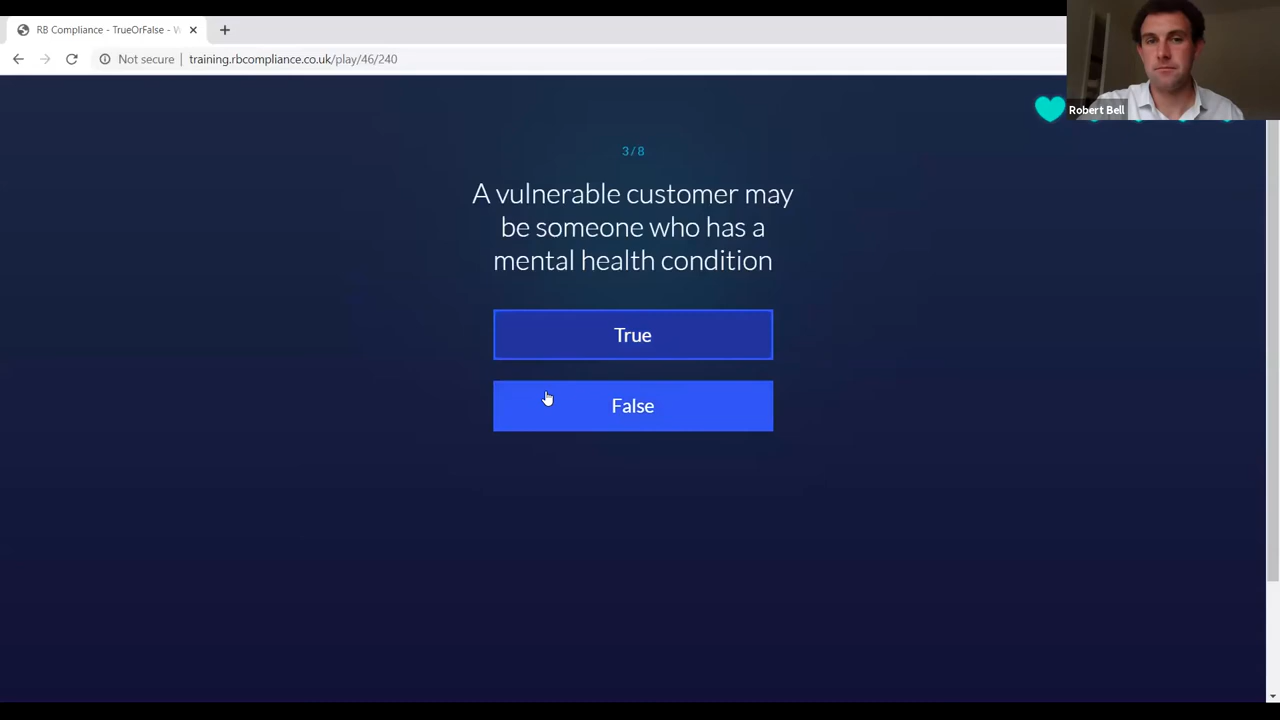 RB Compliance - TrueOrFalse - W
Not secure | training.rbcompliance.co.uk/play/46/240
Robert Bell
3/8
A vulnerable customer may
be someone who has a
mental health condition
True
False